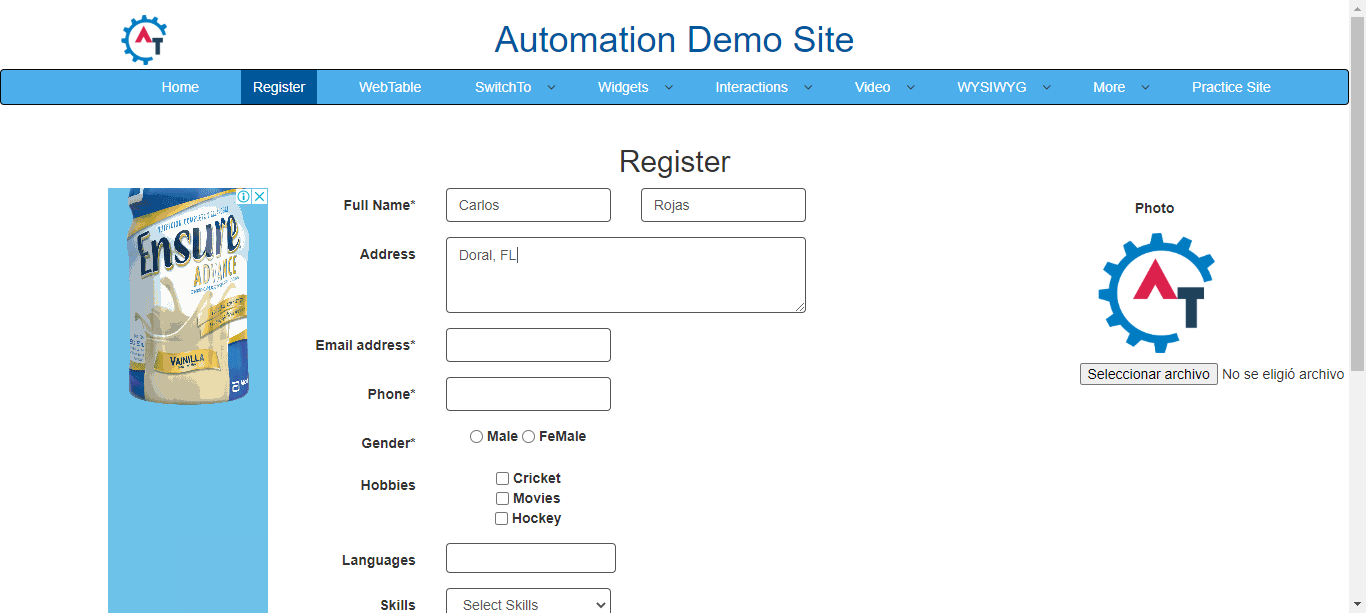 Automation Demo Site
Home Register WebTable SwitchTo Widgets Interactions Video WYSIWYG More Practice Site
Register
Full Name* Carlos Rojas
Photo
Address Doral, FL
Email address*
Phone*
Seleccionar archivo No se eligió archivo
Gender* Male FeMale
Hobbies Cricket
Movies
Hockey
Languages
Skills Select Skills
Ensure
ADVANCE
VAINILLA
AT
AT